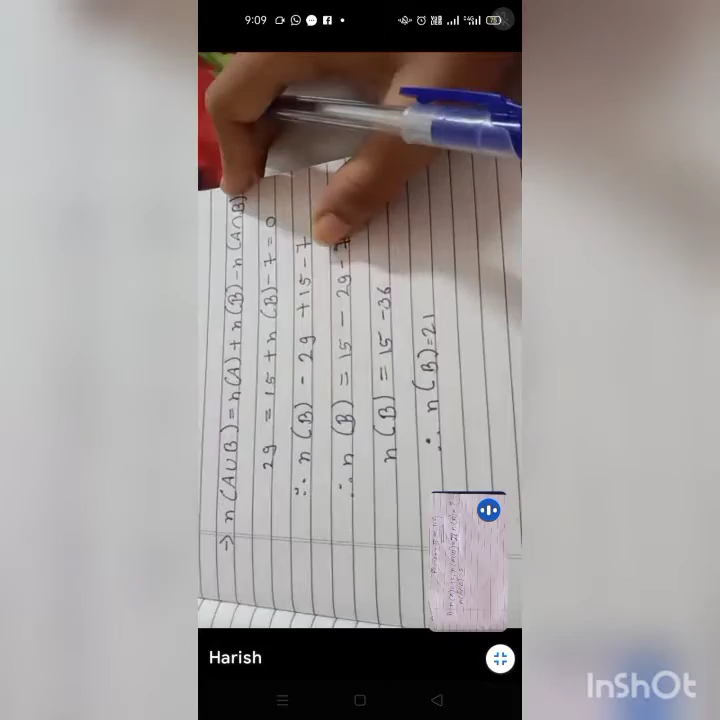 9:09
→ n(A∪B) = n(A) + n(B) - n(A∩B)
29 = 15 + n(B) - 7 = 0
∴ n(B) - 29 + 15 - 7
∴ n(B) = 15 - 29 - 7
n(B) = 15 - 36
∴ n(B) = 21
Harish
InShOt